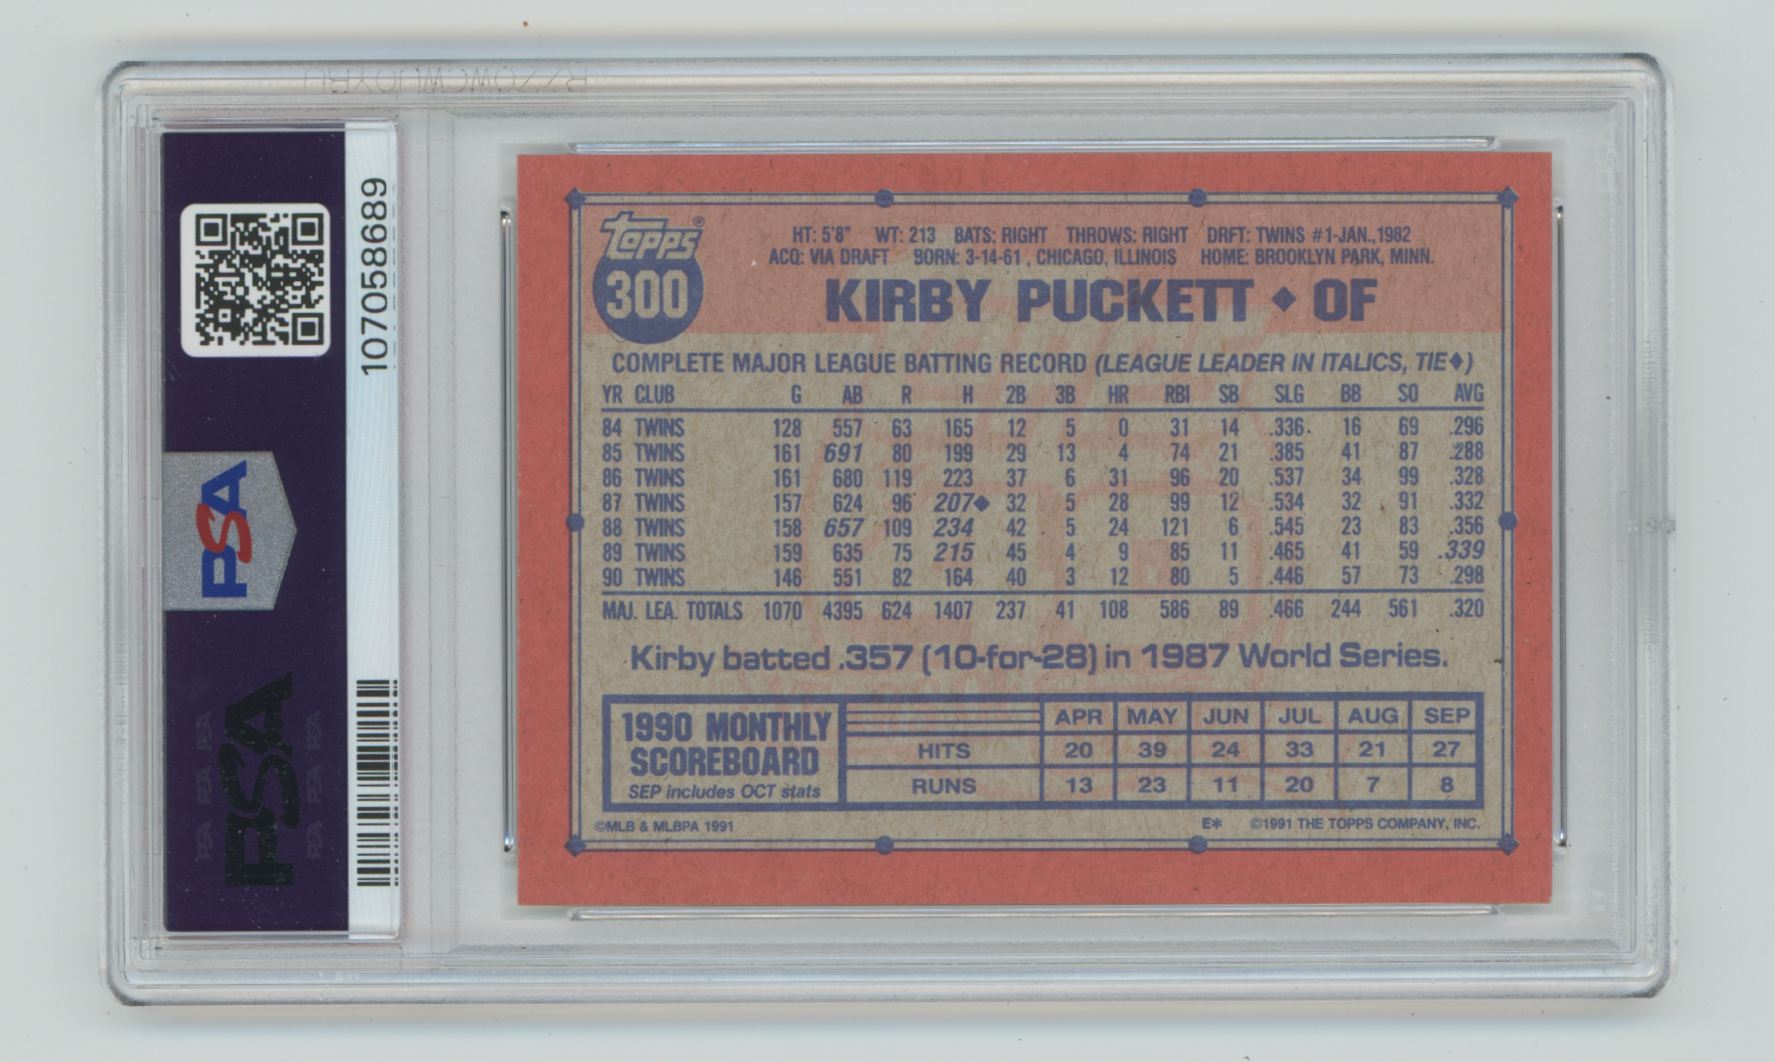 107058689
PSA
PSA
topps®
300
HT: 5'8" WT: 213 BATS: RIGHT THROWS: RIGHT DRFT: TWINS #1-JAN., 1982
ACQ: VIA DRAFT BORN: 3-14-61, CHICAGO, ILLINOIS HOME: BROOKLYN PARK, MINN.
KIRBY PUCKETT ♦ OF
COMPLETE MAJOR LEAGUE BATTING RECORD (LEAGUE LEADER IN ITALICS, TIE♦)
YR CLUB G AB R H 2B 3B HR RBI SB SLG BB SO AVG
84 TWINS 128 557 63 165 12 5 0 31 14 .336 16 69 .296
85 TWINS 161 691 80 199 29 13 4 74 21 .385 41 87 .288
86 TWINS 161 680 119 223 37 6 31 96 20 .537 34 99 .328
87 TWINS 157 624 96 207♦ 32 5 28 99 12 .534 32 91 .332
88 TWINS 158 657 109 234 42 5 24 121 6 .545 23 83 .356
89 TWINS 159 635 75 215 45 4 9 85 11 .465 41 59 .339
90 TWINS 146 551 82 164 40 3 12 80 5 .446 57 73 .298
MAJ. LEA. TOTALS 1070 4395 624 1407 237 41 108 586 89 .466 244 561 .320
Kirby batted .357 (10-for-28) in 1987 World Series.
1990 MONTHLY
SCOREBOARD
SEP includes OCT stats
APR MAY JUN JUL AUG SEP
HITS 20 39 24 33 21 27
RUNS 13 23 11 20 7 8
©MLB & MLBPA 1991 E* ©1991 THE TOPPS COMPANY, INC.